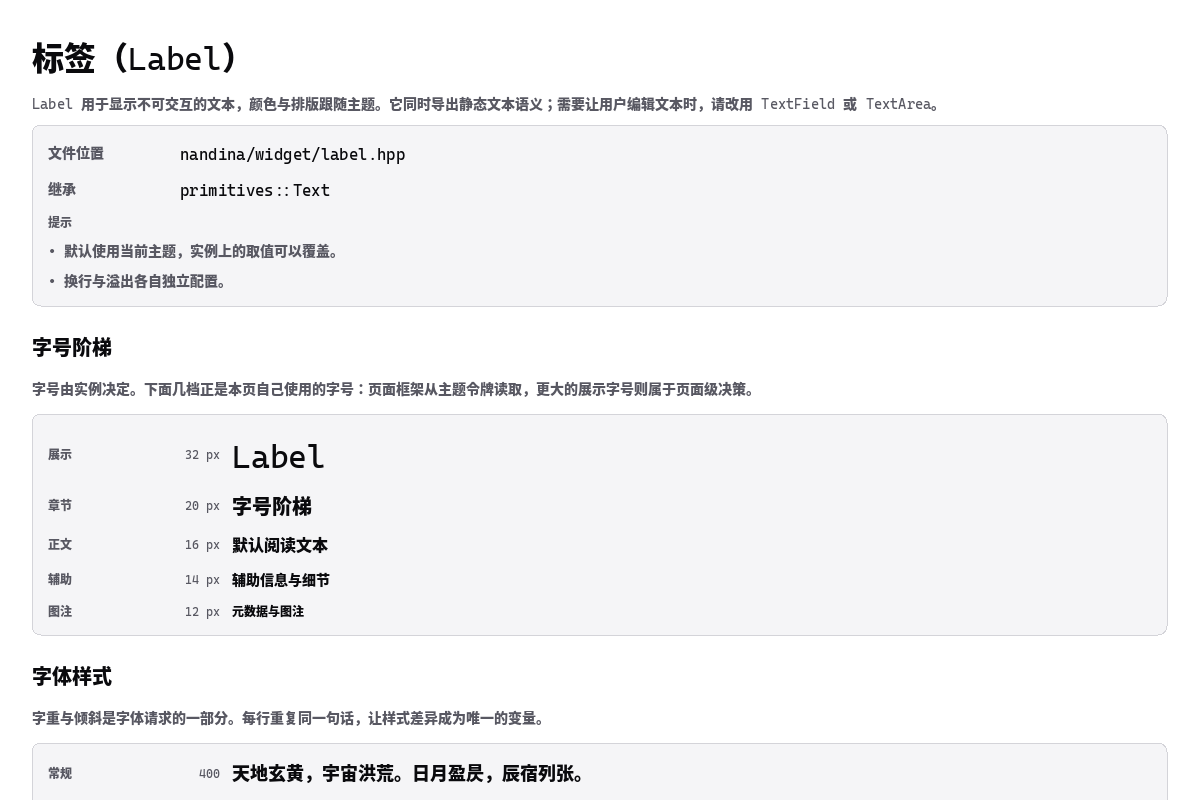 标签（Label）
Label 用于显示不可交互的文本，颜色与排版跟随主题。它同时导出静态文本语义；需要让用户编辑文本时，请改用 TextField 或 TextArea。
文件位置 nandina/widget/label.hpp
继承 primitives::Text
提示
• 默认使用当前主题，实例上的取值可以覆盖。
• 换行与溢出各自独立配置。
字号阶梯
字号由实例决定。下面几档正是本页自己使用的字号：页面框架从主题令牌读取，更大的展示字号则属于页面级决策。
展示 32 px Label
章节 20 px 字号阶梯
正文 16 px 默认阅读文本
辅助 14 px 辅助信息与细节
图注 12 px 元数据与图注
字体样式
字重与倾斜是字体请求的一部分。每行重复同一句话，让样式差异成为唯一的变量。
常规 400 天地玄黄，宇宙洪荒。日月盈昃，辰宿列张。